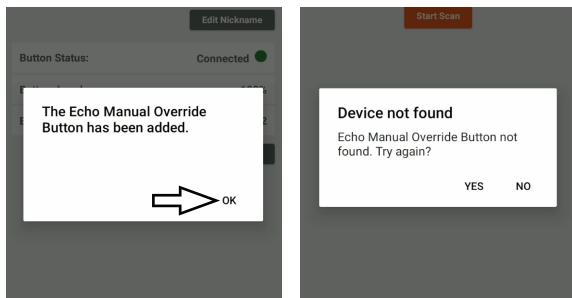 Edit Nickname
Button Status:
Connected
The Echo Manual Override
Button has been added.
OK
Start Scan
Device not found
Echo Manual Override Button not
found. Try again?
YES NO